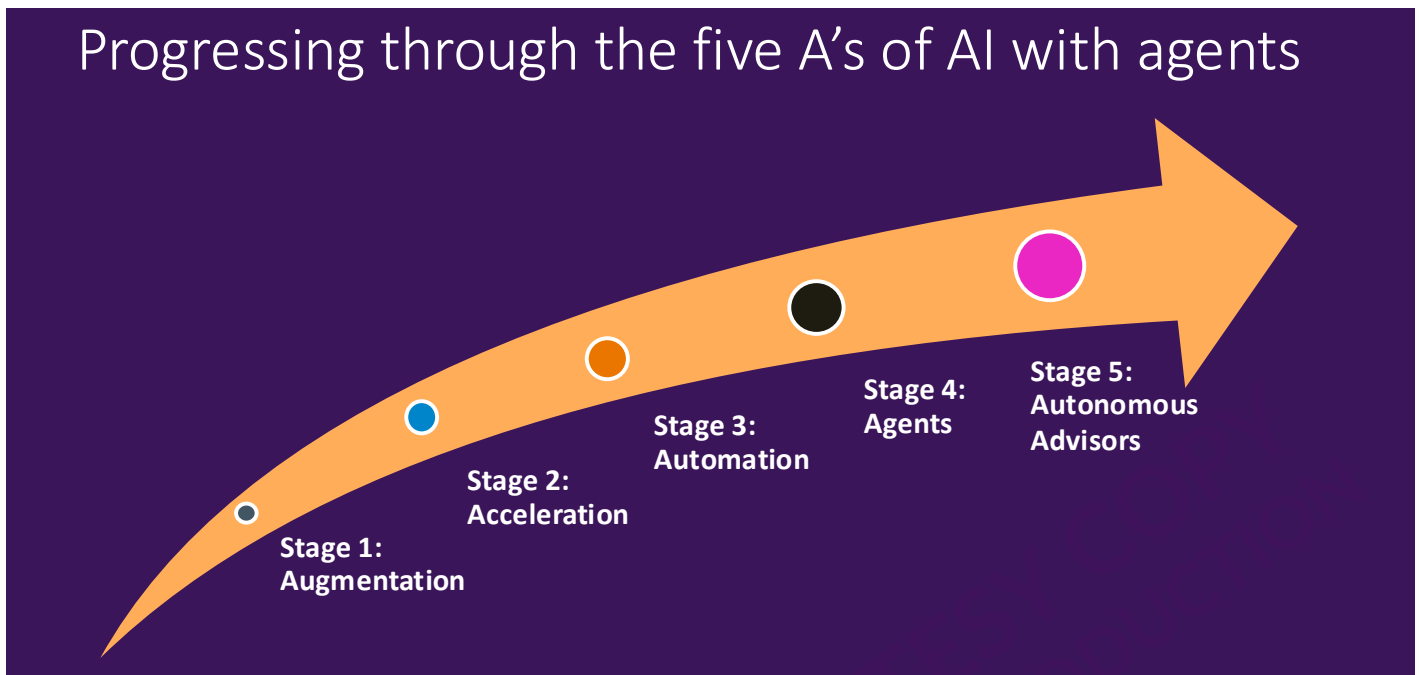 Progressing through the five A’s of AI with agents
Stage 1:
Augmentation
Stage 2:
Acceleration
Stage 3:
Automation
Stage 4:
Agents
Stage 5:
Autonomous
Advisors